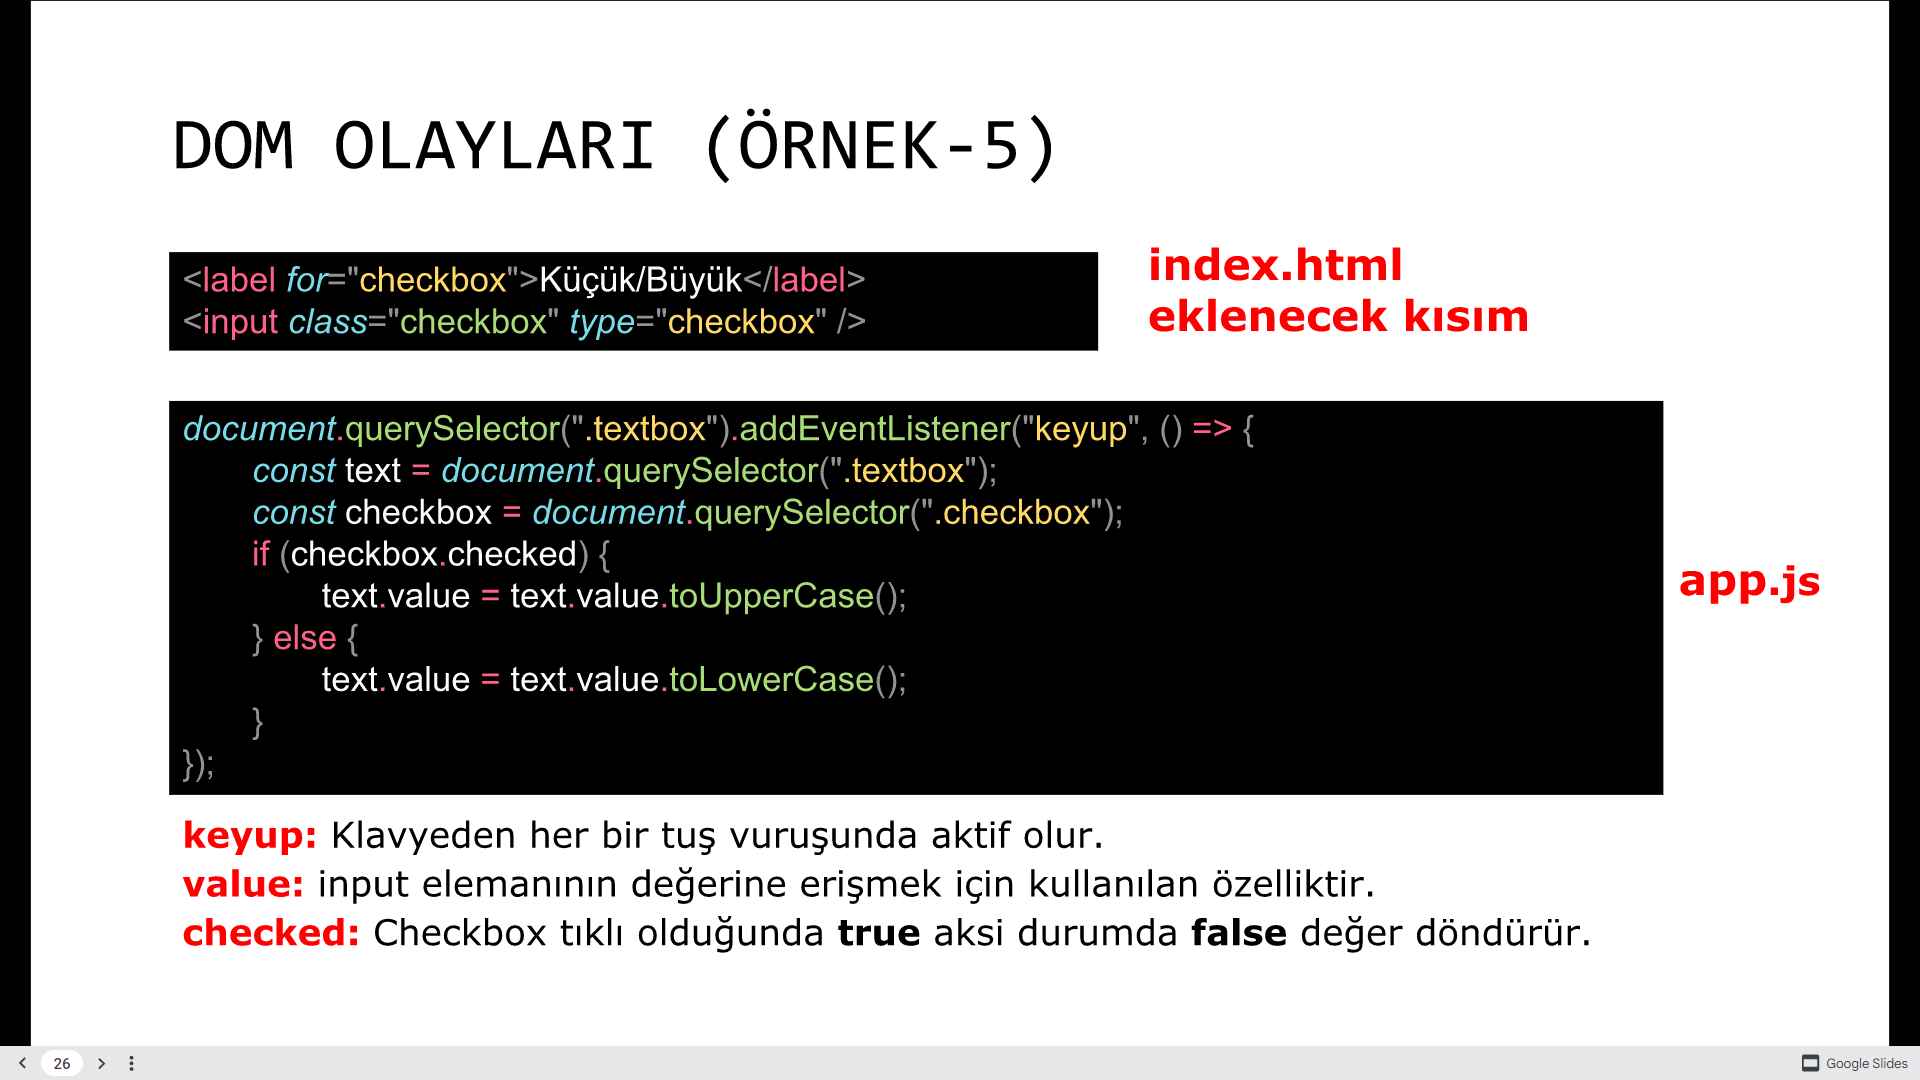 DOM OLAYLARI (ÖRNEK-5)
<label for="checkbox">Küçük/Büyük</label>
<input class="checkbox" type="checkbox" />
index.html
eklenecek kısım
document.querySelector(".textbox").addEventListener("keyup", () => {
const text = document.querySelector(".textbox");
const checkbox = document.querySelector(".checkbox");
if (checkbox.checked) {
text.value = text.value.toUpperCase();
} else {
text.value = text.value.toLowerCase();
}
});
app.js
keyup: Klavyeden her bir tuş vuruşunda aktif olur.
value: input elemanının değerine erişmek için kullanılan özelliktir.
checked: Checkbox tıklı olduğunda true aksi durumda false değer döndürür.
26
Google Slides